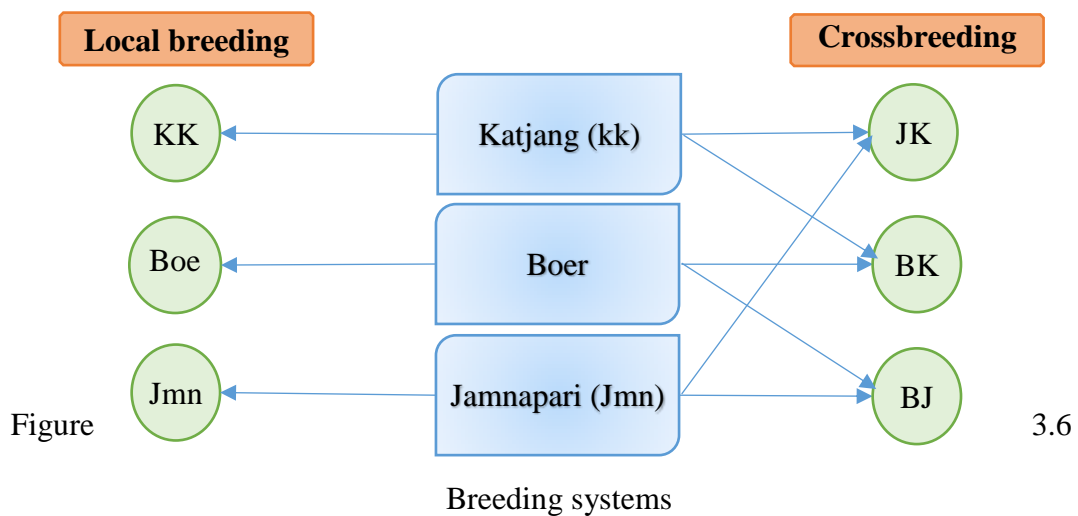 Local breeding
Crossbreeding
KK
Katjang (kk)
JK
Boe
Boer
BK
Jmn
Jamnapari (Jmn)
BJ
Figure 3.6
Breeding systems